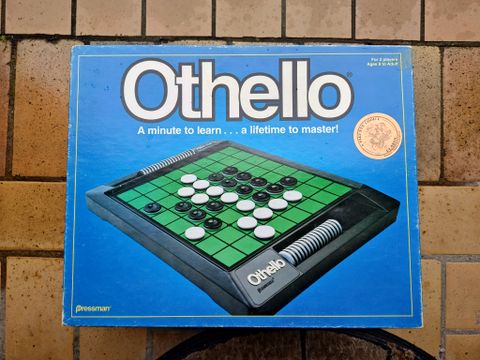 For 2 players
Ages 8 to Adult
Othello®
A minute to learn . . . a lifetime to master!
Othello
Pressman